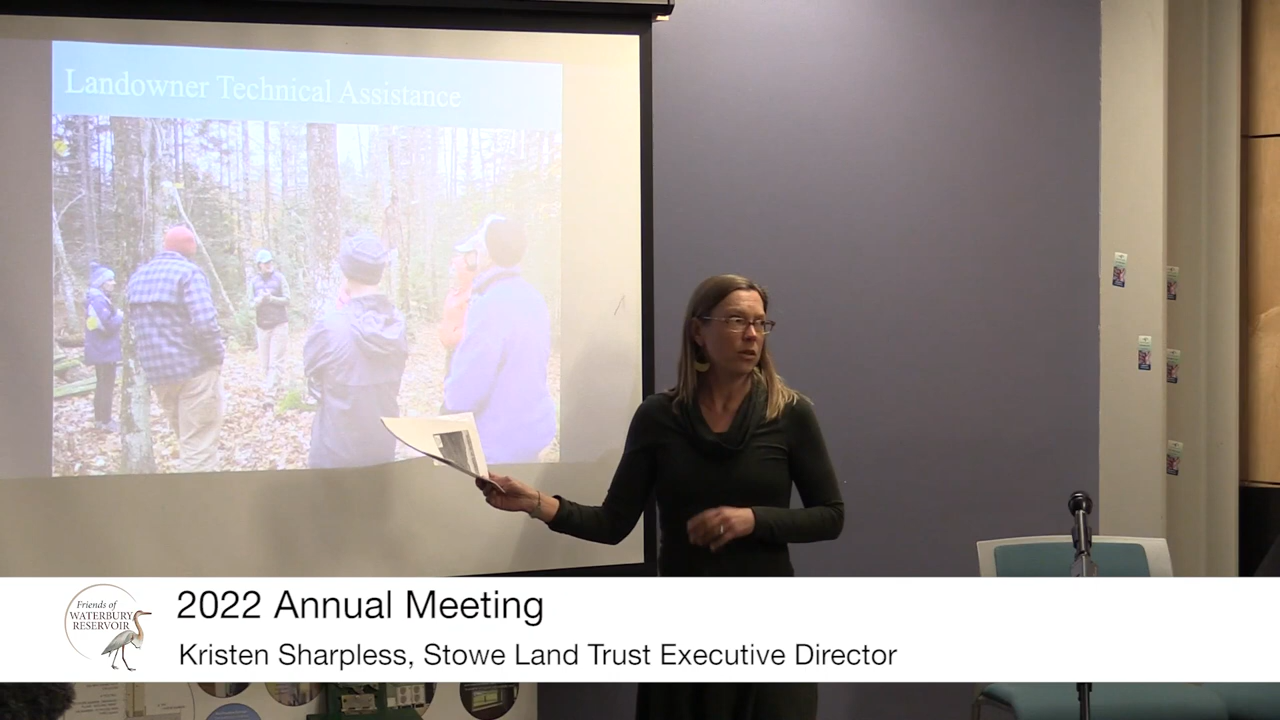 Landowner Technical Assistance
Friends of
WATERBURY
RESERVOIR
2022 Annual Meeting
Kristen Sharpless, Stowe Land Trust Executive Director